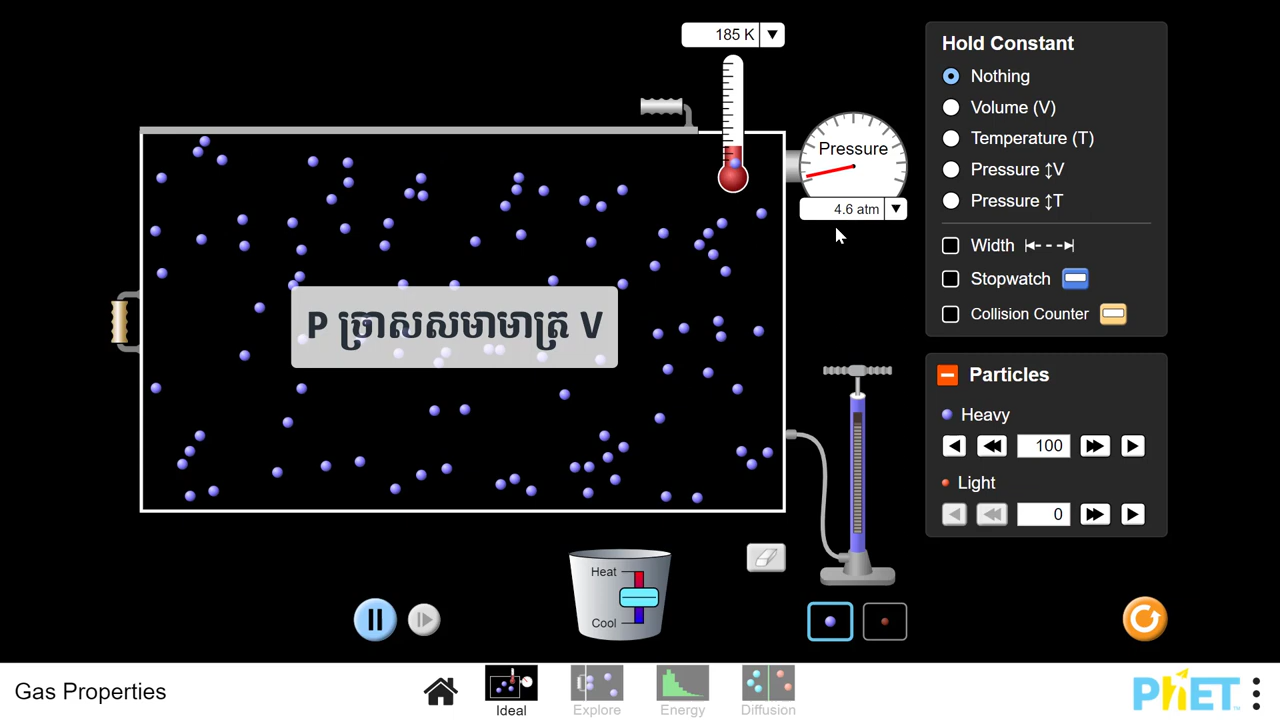 185 K
Pressure
4.6 atm
Hold Constant
Nothing
Volume (V)
Temperature (T)
Pressure ↕V
Pressure ↕T
Width
Stopwatch
Collision Counter
P ច្រាសសមាមាត្រ V
Particles
Heavy
100
Light
0
Heat
Cool
Gas Properties
Ideal
Explore
Energy
Diffusion
PhET